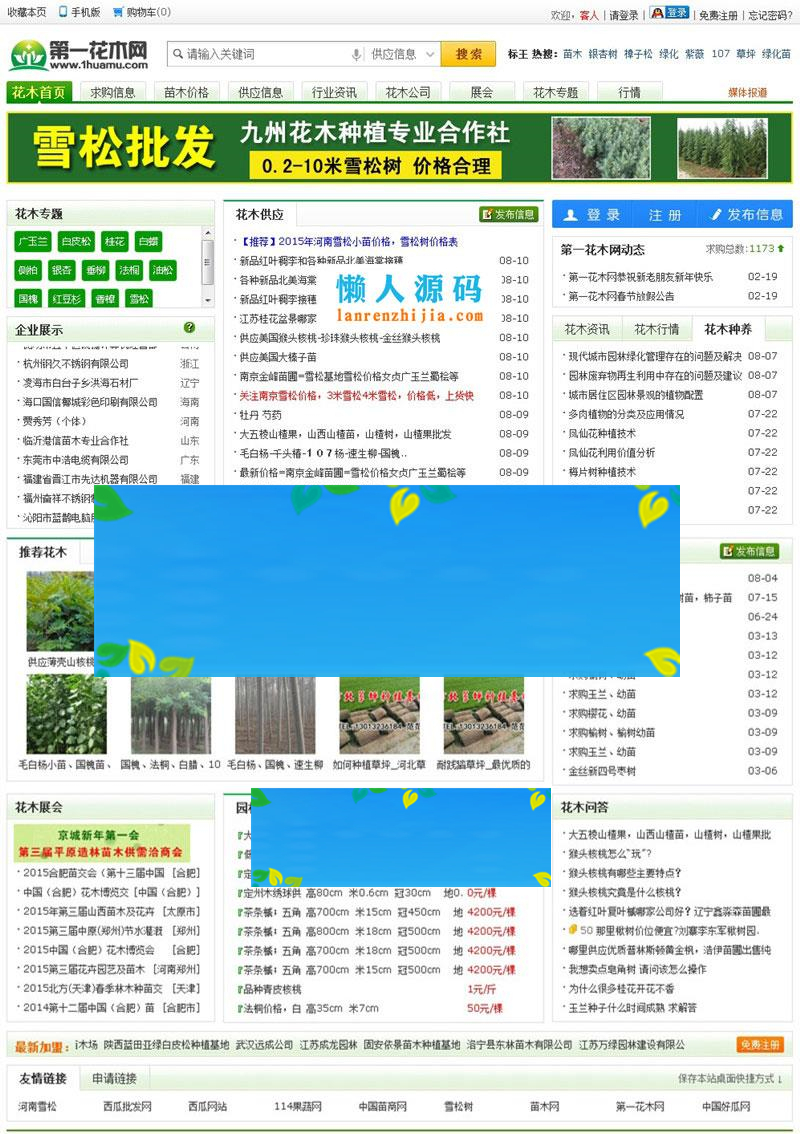 收藏本页 手机版 购物车(0)
欢迎, 客人 | 请登录 | 登录 | 免费注册 | 忘记密码?
第一花木网
www.1huamu.com
请输入关键词 供应信息 搜 索
标王 热搜: 苗木 银杏树 樟子松 绿化 紫薇 107 草坪 绿化苗
花木首页 求购信息 苗木价格 供应信息 行业资讯 花木公司 展会 花木专题 行情 媒体报道
雪松批发
九州花木种植专业合作社
0.2-10米雪松树 价格合理
花木专题
广玉兰 白皮松 桂花 白蜡
侧柏 银杏 垂柳 法桐 油松
国槐 红豆杉 香樟 雪松
企业展示
杭州钢久不锈钢有限公司 浙江
凌海市白台子乡洪海石材厂 辽宁
海口国信椰城彩色印刷有限公司 海南
贾秀芳（个体） 河南
临沂港信苗木专业合作社 山东
东莞市中浩电缆有限公司 广东
福建省晋江市先达机器有限公司 福建
福州奋祥不锈钢
沁阳市蓝鹊电脑
花木供应 发布信息
【推荐】2015年河南雪松小苗价格，雪松树价格表
新品红叶稠李和各种新品北美海棠 08-10
各种新品北美海棠 08-10
新品红叶稠李接穗 08-10
江苏桂花盆景哪家 08-10
供应美国猴头核桃-珍珠猴头核桃-金丝猴头核桃 08-10
供应美国大榛子苗 08-10
南京金峰苗圃=雪松基地雪松价格女贞广玉兰蜀桧等 08-10
关注南京雪松价格，3米雪松4米雪松，价格低，上货快 08-10
牡丹 芍药 08-09
大五棱山楂果，山西山楂苗，山楂树，山楂果批发 08-09
毛白杨-千头椿-１０７杨-速生柳-国槐.. 08-09
最新价格=南京金峰苗圃=雪松价格女贞广玉兰蜀桧等 08-09
懒人源码
lanrenzhijia.com
登 录 注 册 发布信息
第一花木网动态 求购总数:1173
第一花木网恭祝新老朋友新年快乐 02-19
第一花木网春节放假公告 02-19
花木资讯 花木行情 花木种养
现代城市园林绿化管理存在的问题及解决 08-07
园林废弃物再生利用中存在的问题及建议 08-07
城市居住区园林景观的植物配置 08-07
多肉植物的分类及应用情况 07-22
凤仙花种植技术 07-22
凤仙花利用价值分析 07-22
梅片树种植技术 07-22
07-22
07-22
推荐花木
供应薄壳山核桃
毛白杨小苗、国槐苗、 国槐、法桐、白腊、10 毛白杨、国槐、速生柳 如何种植草坪_河北草 耐践踏草坪_最优质的
发布信息
08-04
树苗，柿子苗 07-15
06-24
03-13
03-12
03-12
求购玉兰、幼苗 03-12
求购樱花、幼苗 03-09
求购榆树、榆树幼苗 03-09
求购玉兰、幼苗 03-09
金丝新四号枣树 03-06
花木展会
京城新年第一会
第三届平原造林苗木供需洽商会
2015合肥苗交会（第十三届中国 [合肥]
中国（合肥）花木博览交 [中国（合肥）]
2015年第三届山西苗木及花卉 [太原市]
2015第三届中原(郑州)节水灌溉 [郑州]
2015中国（合肥）花木博览会 [合肥]
2015第三届花卉园艺及苗木 [河南郑州]
2015北方(天津)春季林木种苗交 [天津]
2014第十二届中国（合肥）苗 [合肥市]
定州木绣球供 高80cm 米0.6cm 冠30cm 地0. 0元/棵
茶条槭：五角 高700cm 米15cm 冠450cm 地 4200元/棵
茶条槭：五角 高800cm 米18cm 冠500cm 地 4200元/棵
茶条槭：五角 高700cm 米18cm 冠500cm 地 4200元/棵
茶条槭：五角 高700cm 米15cm 冠500cm 地 4200元/棵
品种青皮核桃 1元/斤
法桐价格，白 高35cm 米7cm 50元/棵
花木问答
大五棱山楂果，山西山楂苗，山楂树，山楂果批
猴头核桃怎么"玩"?
猴头核桃有哪些主要特点?
猴头核桃究竟是什么核桃?
选着红叶复叶槭哪家公司好? 辽宁鑫淼森苗圃最
50 那里楸树价位便宜?刘寨李东军楸树园.
哪里供应优质普林斯顿黄金枫，浩伊苗圃出售纯
我想卖点皂角树 请问该怎么操作
为什么很多桂花开花不香
玉兰种子什么时间成熟 求解答
最新加盟： 木场 陕西蓝田亚绿白皮松种植基地 武汉远成公司 江苏成龙园林 固安依景苗木种植基地 洛宁县东林苗木有限公司 江苏万绿园林建设有限公 免费注册
友情链接 申请链接 保存本站桌面快捷方式↓
河南雪松 西瓜批发网 西瓜网站 114果蔬网 中国苗商网 雪松树 苗木网 第一花木网 中国好瓜网